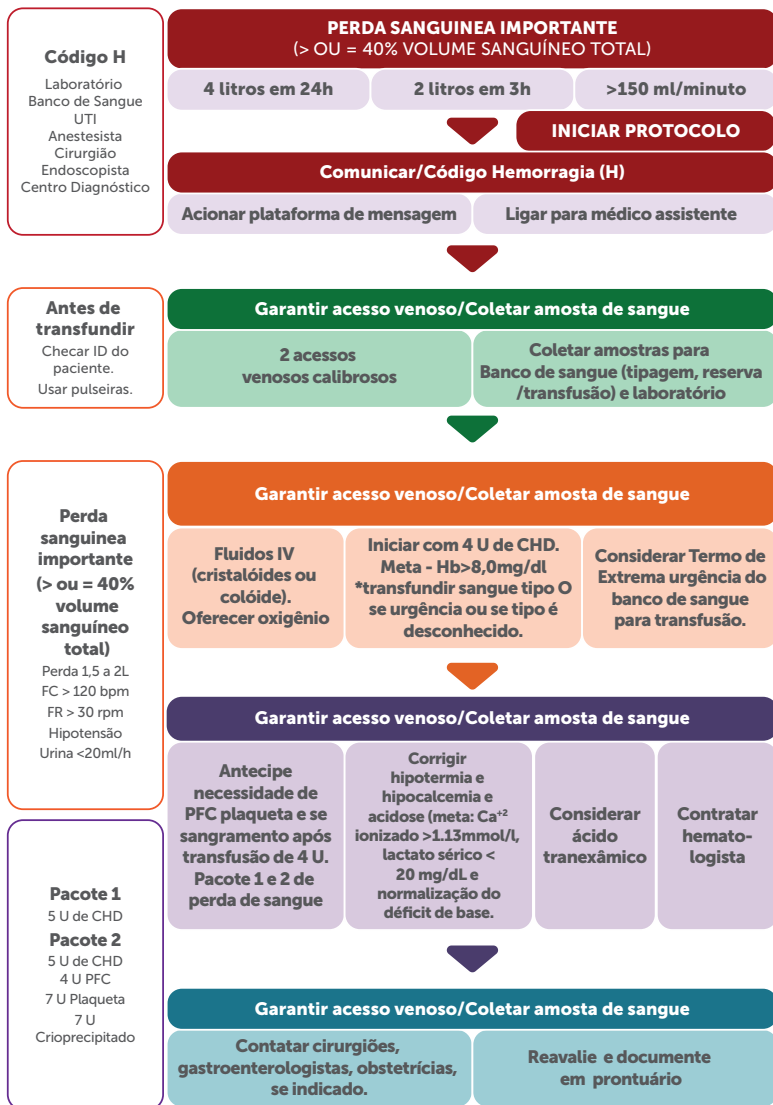 Código H
Laboratório
Banco de Sangue
UTI
Anestesista
Cirurgião
Endoscopista
Centro Diagnóstico
PERDA SANGUINEA IMPORTANTE
(> OU = 40% VOLUME SANGUÍNEO TOTAL)
4 litros em 24h
2 litros em 3h
>150 ml/minuto
INICIAR PROTOCOLO
Comunicar/Código Hemorragia (H)
Acionar plataforma de mensagem
Ligar para médico assistente
Antes de
transfundir
Checar ID do
paciente.
Usar pulseiras.
Garantir acesso venoso/Coletar amosta de sangue
2 acessos
venosos calibrosos
Coletar amostras para
Banco de sangue (tipagem, reserva
/transfusão) e laboratório
Perda
sanguinea
importante
(> ou = 40%
volume
sanguíneo
total)
Perda 1,5 a 2L
FC > 120 bpm
FR > 30 rpm
Hipotensão
Urina <20ml/h
Garantir acesso venoso/Coletar amosta de sangue
Fluidos IV
(cristalóides ou
colóide).
Oferecer oxigênio
Iniciar com 4 U de CHD.
Meta - Hb>8,0mg/dl
*transfundir sangue tipo O
se urgência ou se tipo é
desconhecido.
Considerar Termo de
Extrema urgência do
banco de sangue
para transfusão.
Garantir acesso venoso/Coletar amosta de sangue
Antecipe
necessidade de
PFC plaqueta e se
sangramento após
transfusão de 4 U.
Pacote 1 e 2 de
perda de sangue
Corrigir
hipotermia e
hipocalcemia e
acidose (meta: Ca⁺²
ionizado >1.13mmol/l,
lactato sérico <
20 mg/dL e
normalização do
déficit de base.
Considerar
ácido
tranexâmico
Contratar
hemato-
logista
Pacote 1
5 U de CHD
Pacote 2
5 U de CHD
4 U PFC
7 U Plaqueta
7 U
Crioprecipitado
Garantir acesso venoso/Coletar amosta de sangue
Contatar cirurgiões,
gastroenterologistas, obstetrícias,
se indicado.
Reavalie e documente
em prontuário